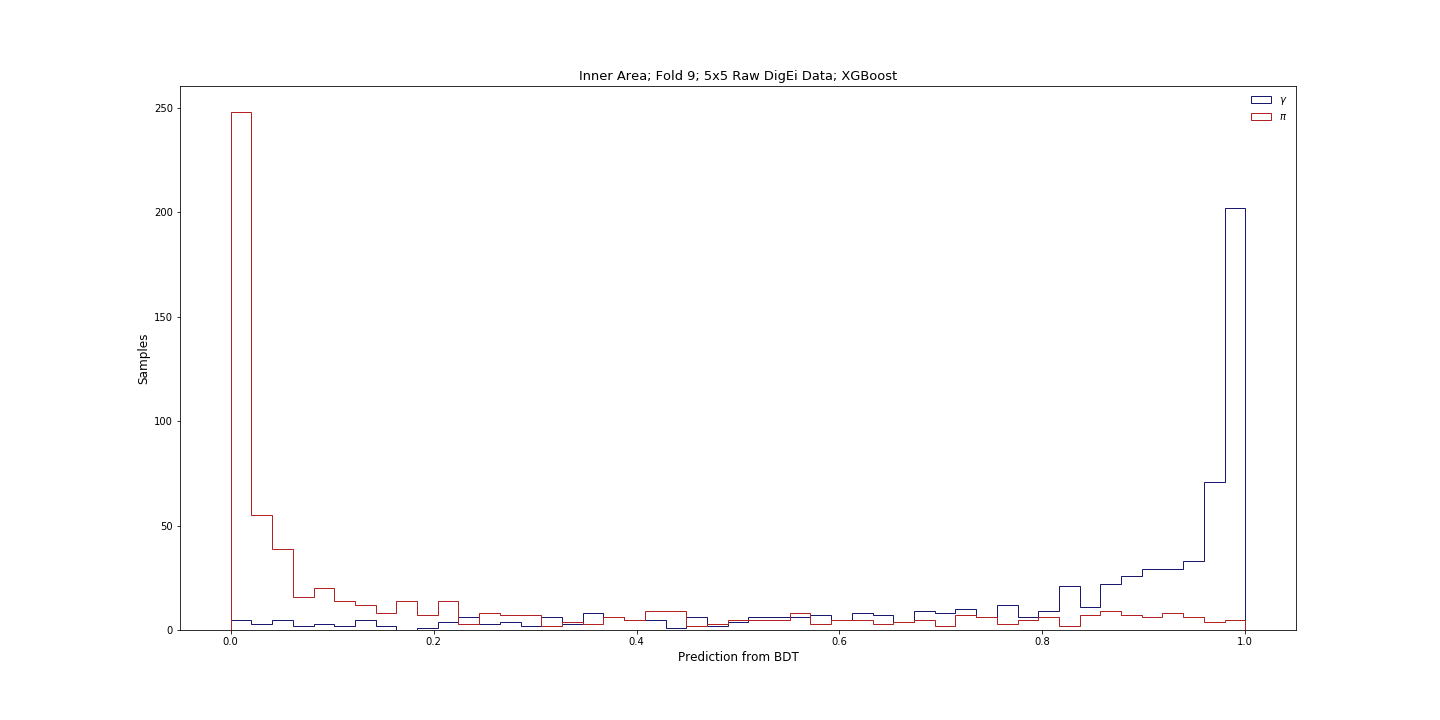 Inner Area; Fold 9; 5x5 Raw DigEi Data; XGBoost
γ
π
250
200
150
100
50
0
Samples
0.0 0.2 0.4 0.6 0.8 1.0
Prediction from BDT